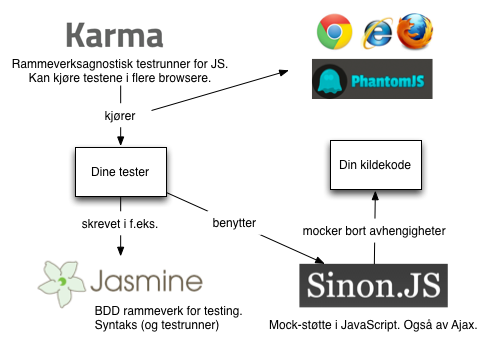 Karma
Rammeverksagnostisk testrunner for JS.
Kan kjøre testene i flere browsere.
PhantomJS
kjører
Dine tester
Din kildekode
skrevet i f.eks.
benytter
mocker bort avhengigheter
Jasmine
Sinon.JS
BDD rammeverk for testing.
Syntaks (og testrunner)
Mock-støtte i JavaScript. Også av Ajax.